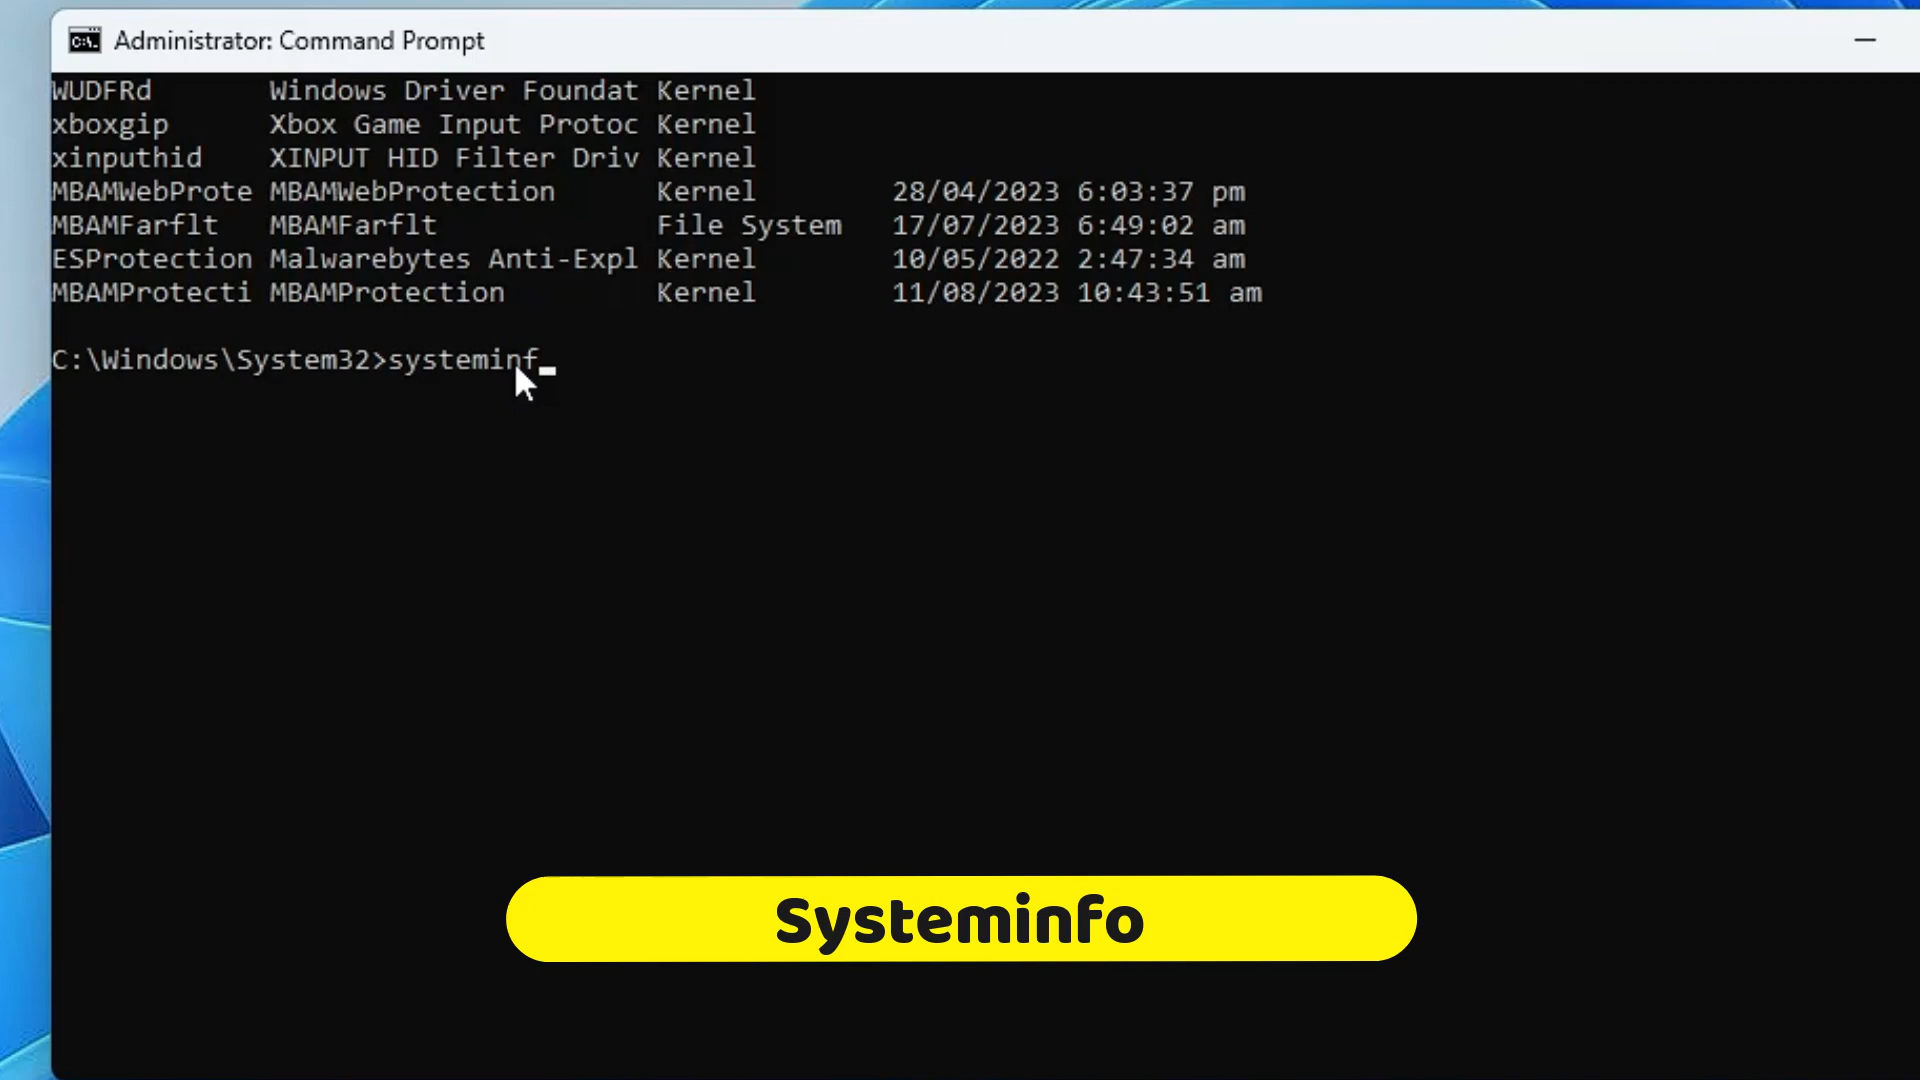 Administrator: Command Prompt
WUDFRd Windows Driver Foundat Kernel
xboxgip Xbox Game Input Protoc Kernel
xinputhid XINPUT HID Filter Driv Kernel
MBAMWebProte MBAMWebProtection Kernel 28/04/2023 6:03:37 pm
MBAMFarflt MBAMFarflt File System 17/07/2023 6:49:02 am
ESProtection Malwarebytes Anti-Expl Kernel 10/05/2022 2:47:34 am
MBAMProtecti MBAMProtection Kernel 11/08/2023 10:43:51 am
C:\Windows\System32>systeminf
Systeminfo